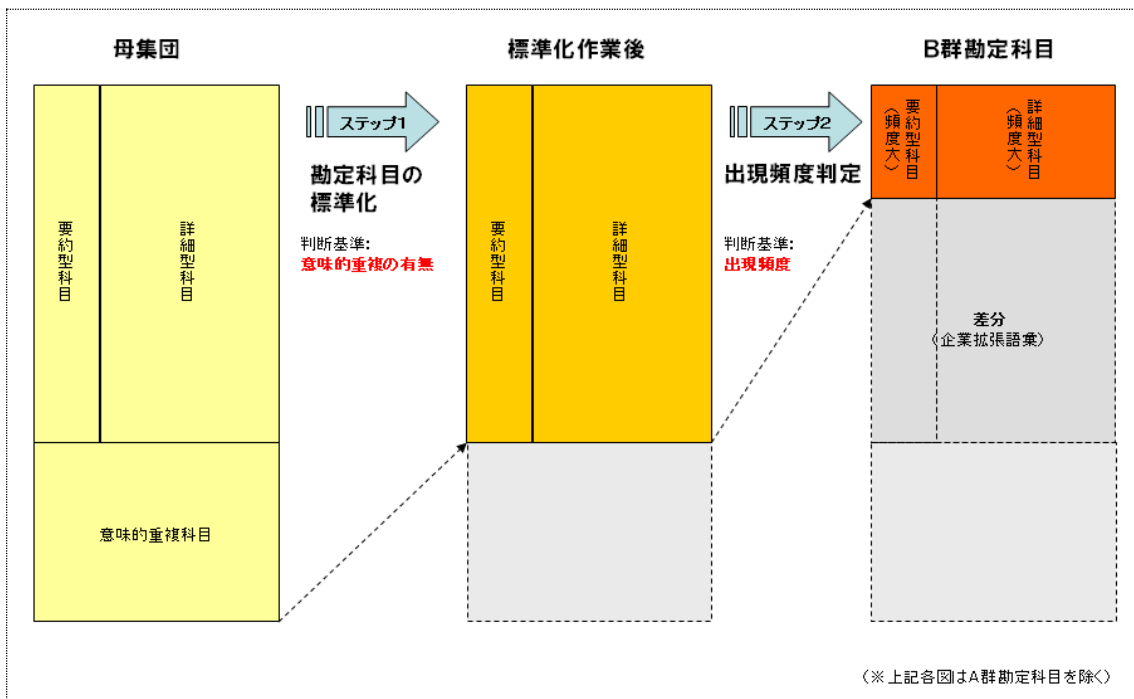 母集団
標準化作業後
B群勘定科目
ステップ1
ステップ2
勘定科目の
標準化
出現頻度判定
判断基準:
意味的重複の有無
判断基準:
出現頻度
要約型科目
詳細型科目
意味的重複科目
要約型科目
詳細型科目
要約型科目
（頻度大）
詳細型科目
（頻度大）
差分
（企業拡張語彙）
（※上記各図はA群勘定科目を除く）